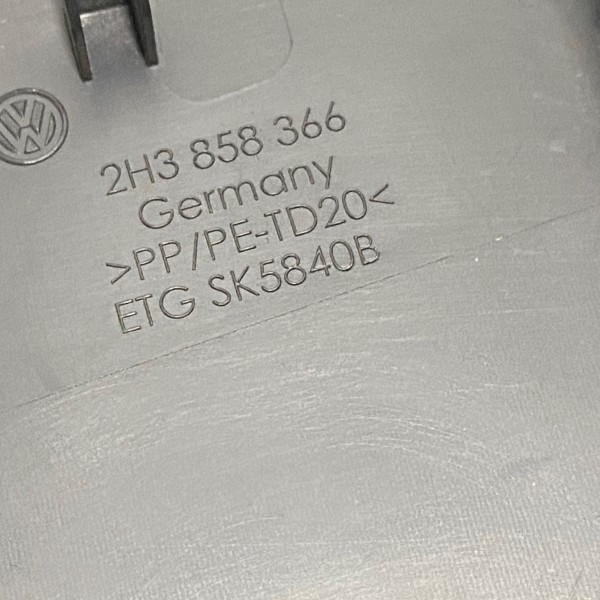 2H3 858 366
Germany
>PP/PE-TD20<
ETG SK5840B